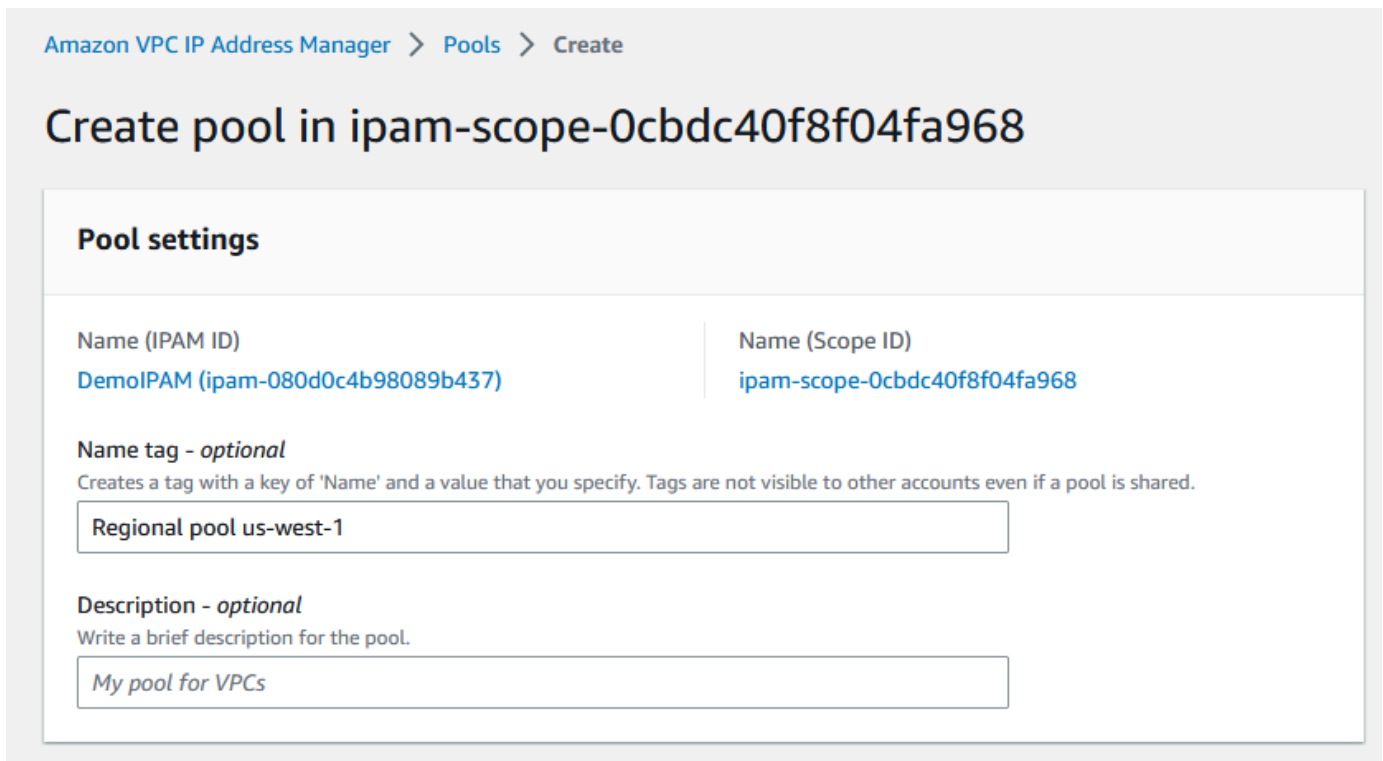 Amazon VPC IP Address Manager > Pools > Create
Create pool in ipam-scope-0cbdc40f8f04fa968
Pool settings
Name (IPAM ID)
DemoIPAM (ipam-080d0c4b98089b437)
Name (Scope ID)
ipam-scope-0cbdc40f8f04fa968
Name tag - optional
Creates a tag with a key of 'Name' and a value that you specify. Tags are not visible to other accounts even if a pool is shared.
Regional pool us-west-1
Description - optional
Write a brief description for the pool.
My pool for VPCs